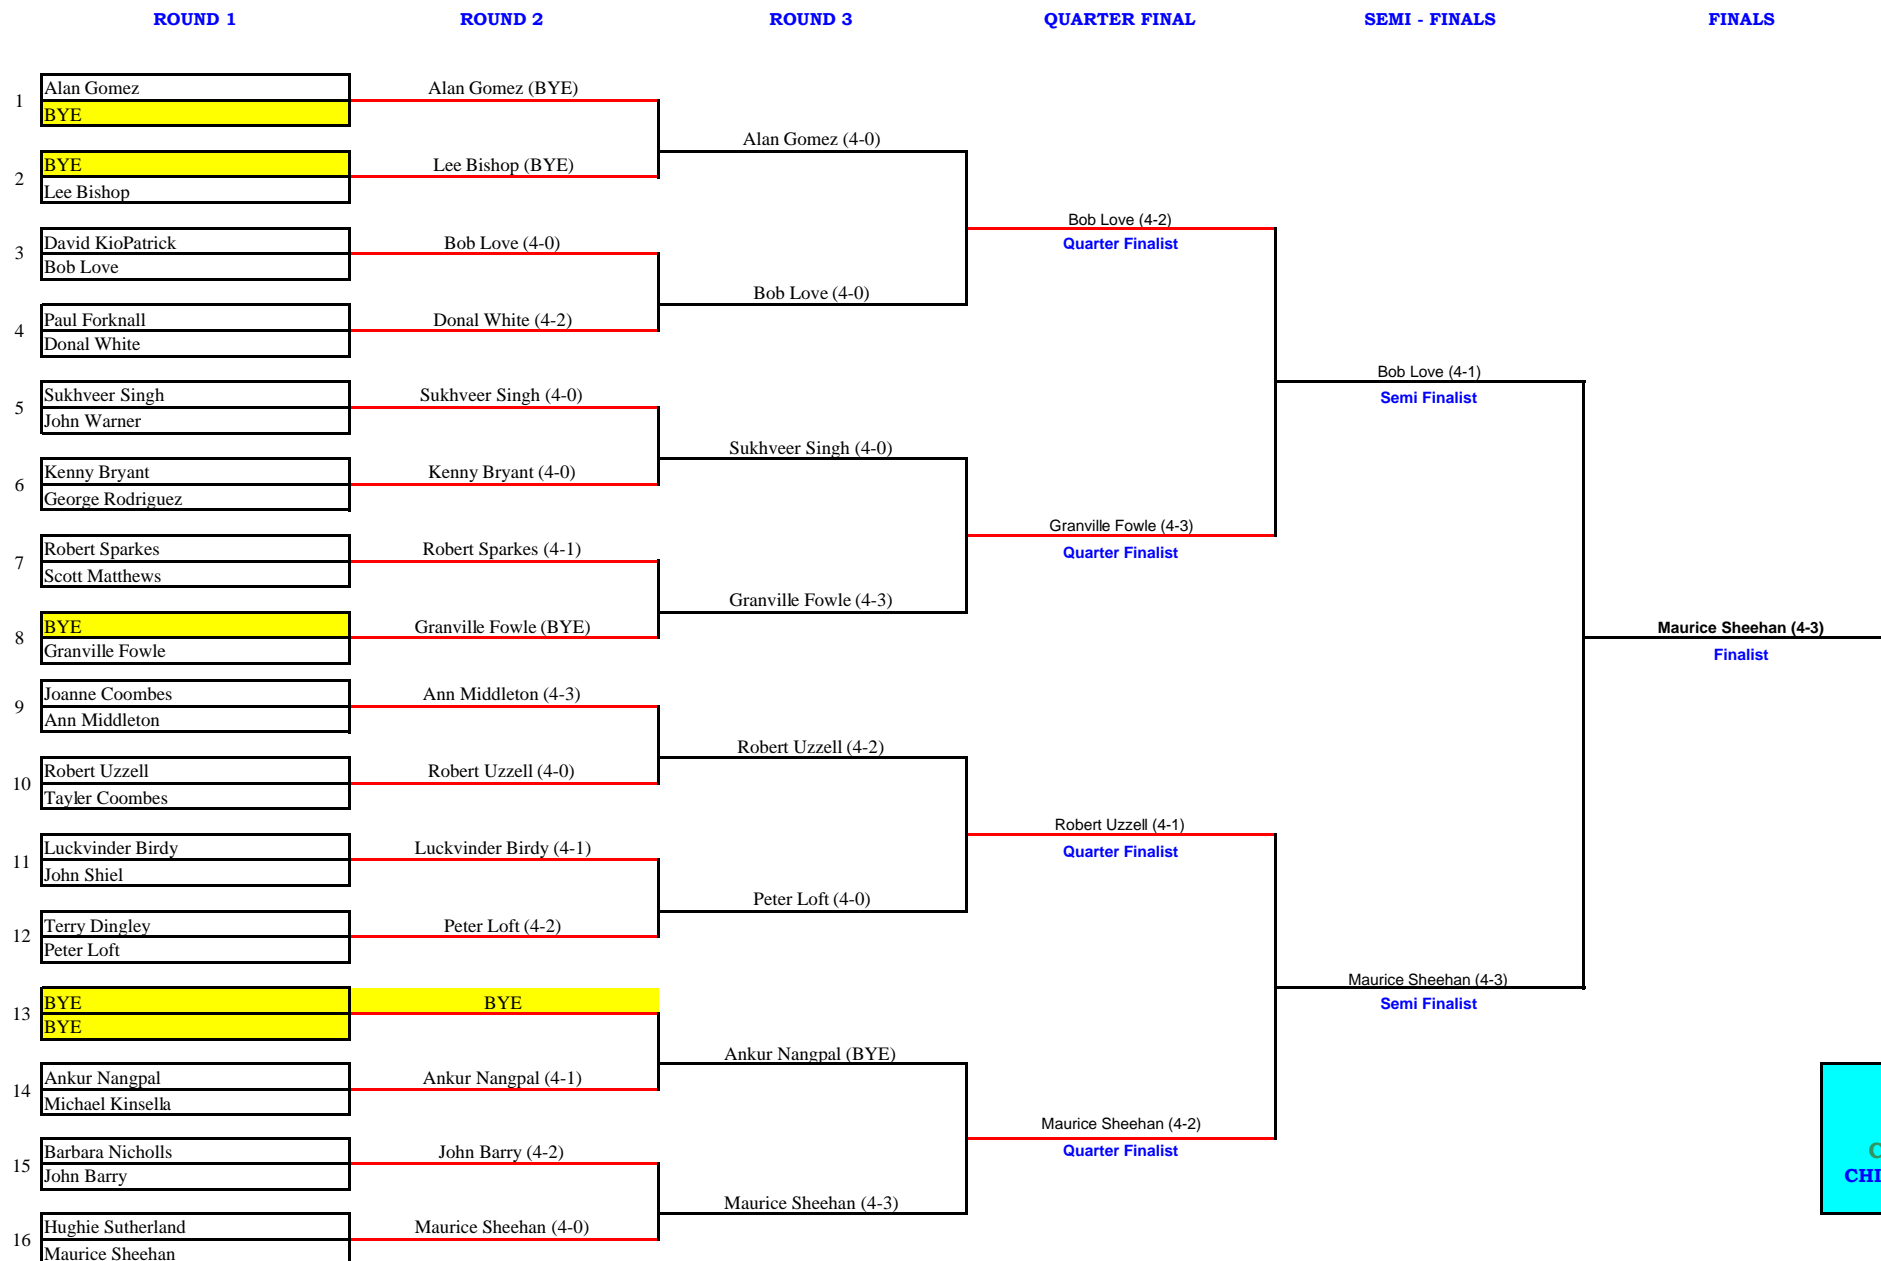 ROUND 1 ROUND 2 ROUND 3 QUARTER FINAL SEMI - FINALS FINALS
1
Alan Gomez
BYE
Alan Gomez (BYE)
Alan Gomez (4-0)
2
BYE
Lee Bishop
Lee Bishop (BYE)
Bob Love (4-2)
Quarter Finalist
3
David KioPatrick
Bob Love
Bob Love (4-0)
Bob Love (4-0)
4
Paul Forknall
Donal White
Donal White (4-2)
Bob Love (4-1)
Semi Finalist
5
Sukhveer Singh
John Warner
Sukhveer Singh (4-0)
Sukhveer Singh (4-0)
6
Kenny Bryant
George Rodriguez
Kenny Bryant (4-0)
Granville Fowle (4-3)
Quarter Finalist
7
Robert Sparkes
Scott Matthews
Robert Sparkes (4-1)
Granville Fowle (4-3)
8
BYE
Granville Fowle
Granville Fowle (BYE)
Maurice Sheehan (4-3)
Finalist
9
Joanne Coombes
Ann Middleton
Ann Middleton (4-3)
Robert Uzzell (4-2)
10
Robert Uzzell
Tayler Coombes
Robert Uzzell (4-0)
Robert Uzzell (4-1)
Quarter Finalist
11
Luckvinder Birdy
John Shiel
Luckvinder Birdy (4-1)
Peter Loft (4-0)
12
Terry Dingley
Peter Loft
Peter Loft (4-2)
Maurice Sheehan (4-3)
Semi Finalist
13
BYE
BYE
BYE
Ankur Nangpal (BYE)
14
Ankur Nangpal
Michael Kinsella
Ankur Nangpal (4-1)
Maurice Sheehan (4-2)
Quarter Finalist
15
Barbara Nicholls
John Barry
John Barry (4-2)
Maurice Sheehan (4-3)
16
Hughie Sutherland
Maurice Sheehan
Maurice Sheehan (4-0)
C
CHI